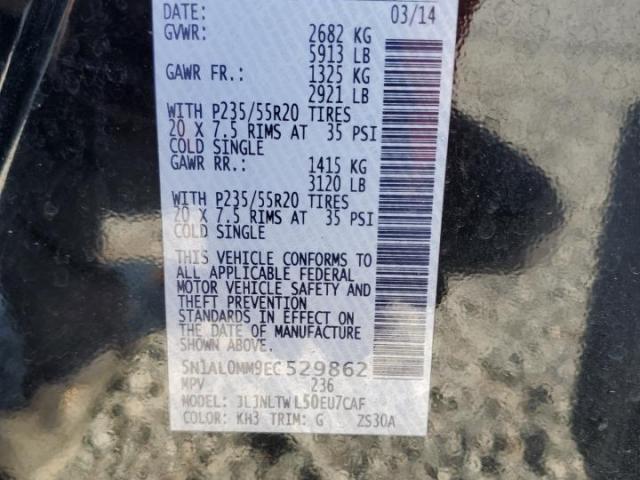 DATE: 03/14
GVWR: 2682 KG
5913 LB
GAWR FR.: 1325 KG
2921 LB
WITH P235/55R20 TIRES
20 X 7.5 RIMS AT 35 PSI
COLD SINGLE
GAWR RR.: 1415 KG
3120 LB
WITH P235/55R20 TIRES
20 X 7.5 RIMS AT 35 PSI
COLD SINGLE
THIS VEHICLE CONFORMS TO
ALL APPLICABLE FEDERAL
MOTOR VEHICLE SAFETY AND
THEFT PREVENTION
STANDARDS IN EFFECT ON
THE DATE OF MANUFACTURE
SHOWN ABOVE.
5N1AL0MM9EC529862
MPV 236
MODEL: JLJNLTWL50EU7CAF
COLOR: KH3 TRIM: G ZS30A